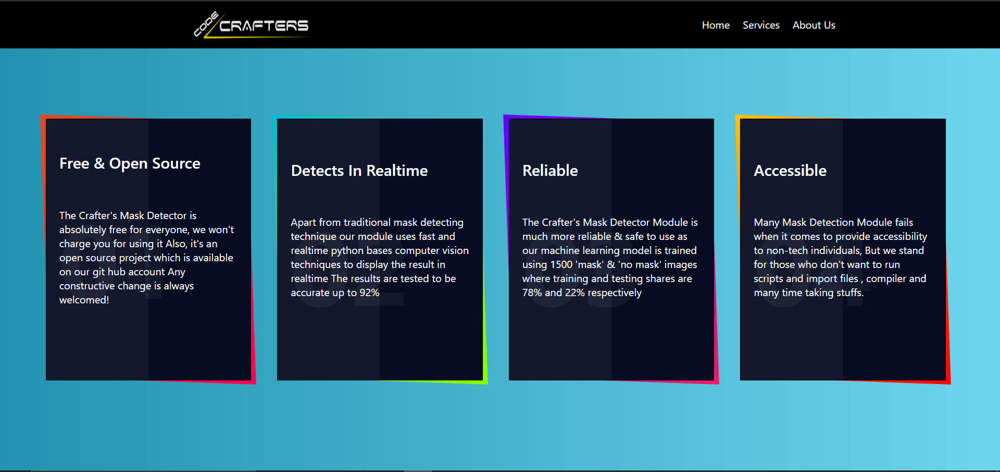 CODE CRAFTERS
Home Services About Us
Free & Open Source
The Crafter's Mask Detector is
absolutely free for everyone, we won't
charge you for using it Also, it's an
open source project which is available
on our git hub account Any
constructive change is always
welcomed!
01
Detects In Realtime
Apart from traditional mask detecting
technique our module uses fast and
realtime python bases computer vision
techniques to display the result in
realtime The results are tested to be
accurate up to 92%
02
Reliable
The Crafter's Mask Detector Module is
much more reliable & safe to use as
our machine learning model is trained
using 1500 'mask' & 'no mask' images
where training and testing shares are
78% and 22% respectively
03
Accessible
Many Mask Detection Module fails
when it comes to provide accessibility
to non-tech individuals, But we stand
for those who don't want to run
scripts and import files , compiler and
many time taking stuffs.
04